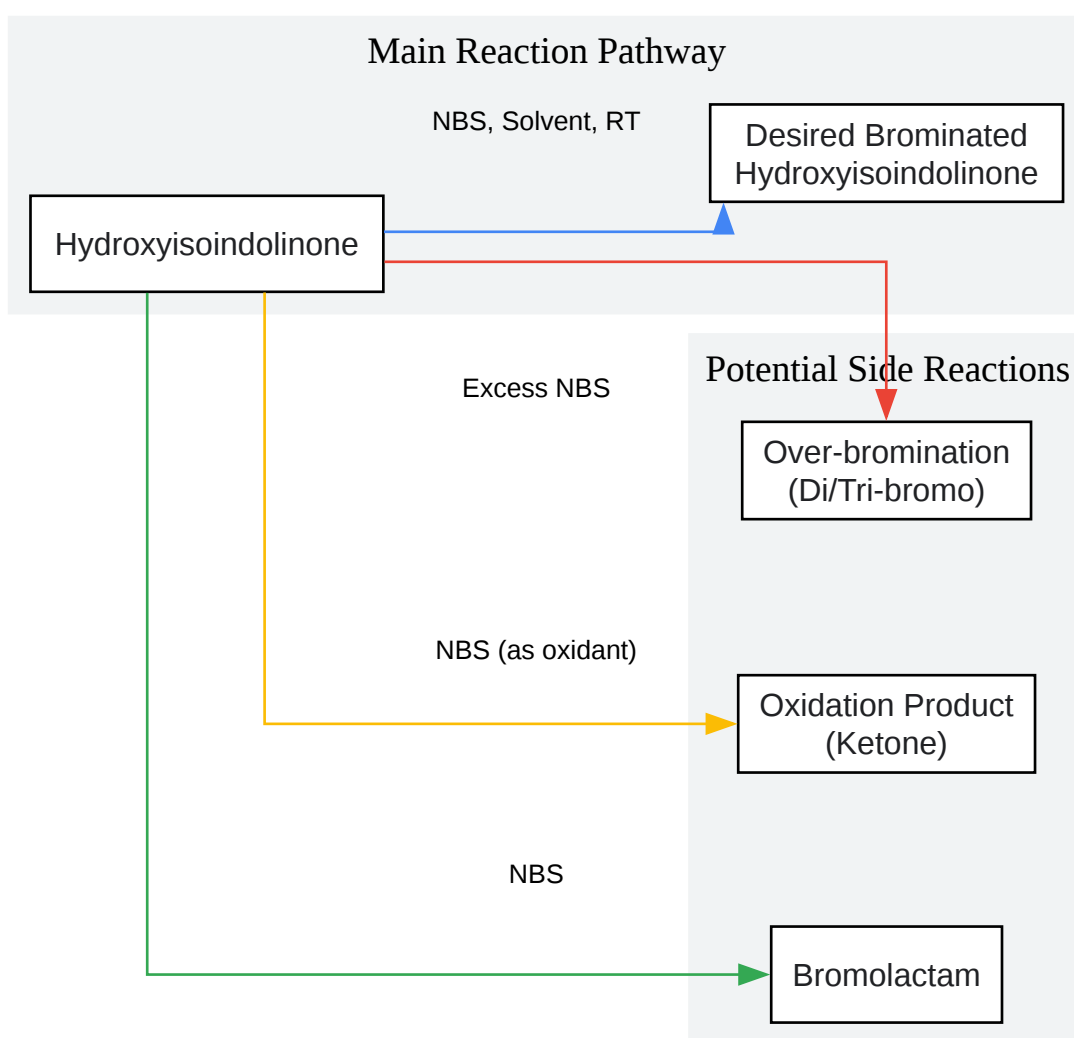 Main Reaction Pathway
NBS, Solvent, RT
Desired Brominated
Hydroxyisoindolinone
Hydroxyisoindolinone
Potential Side Reactions
Excess NBS
Over-bromination
(Di/Tri-bromo)
NBS (as oxidant)
Oxidation Product
(Ketone)
NBS
Bromolactam